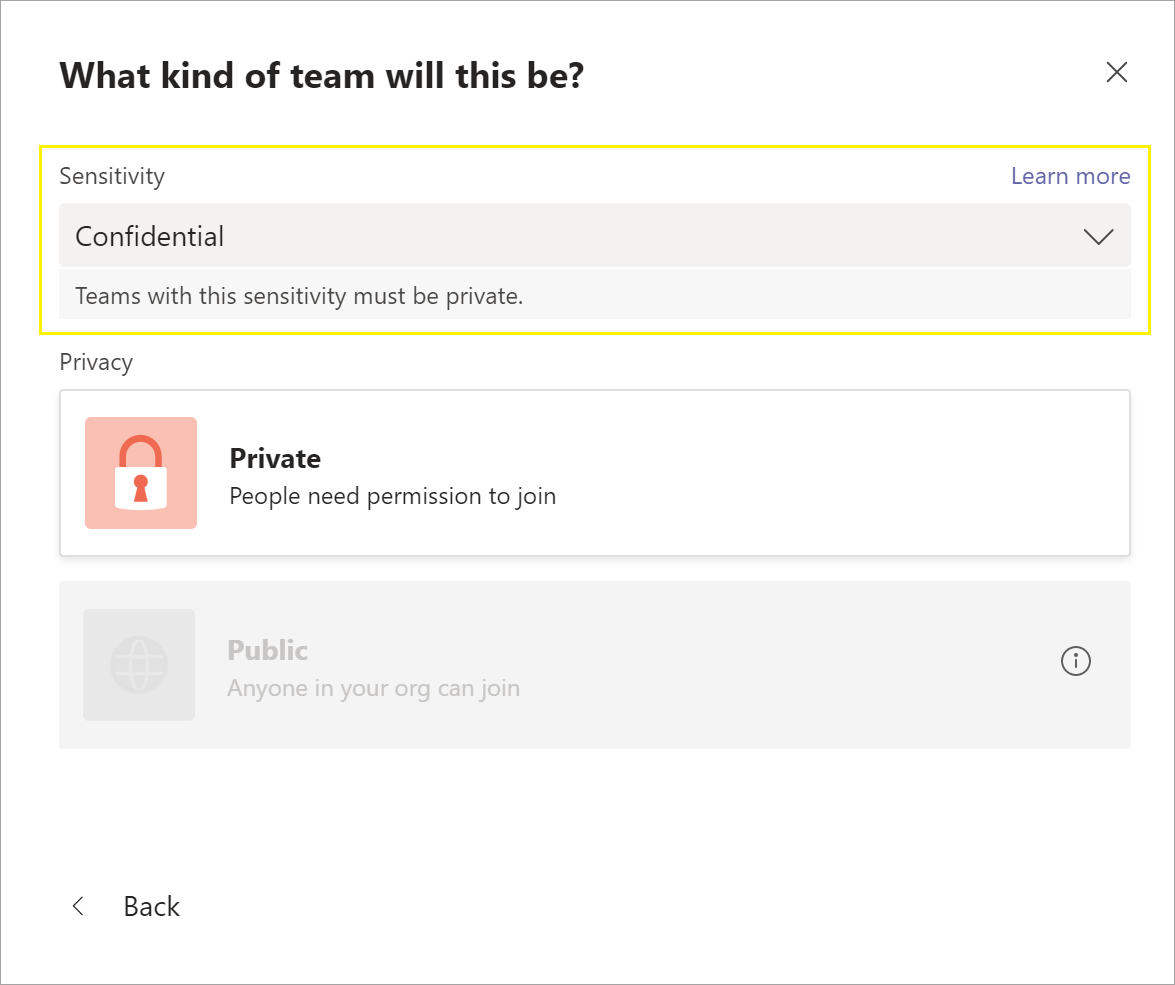 What kind of team will this be?
Sensitivity
Learn more
Confidential
Teams with this sensitivity must be private.
Privacy
Private
People need permission to join
Public
Anyone in your org can join
Back